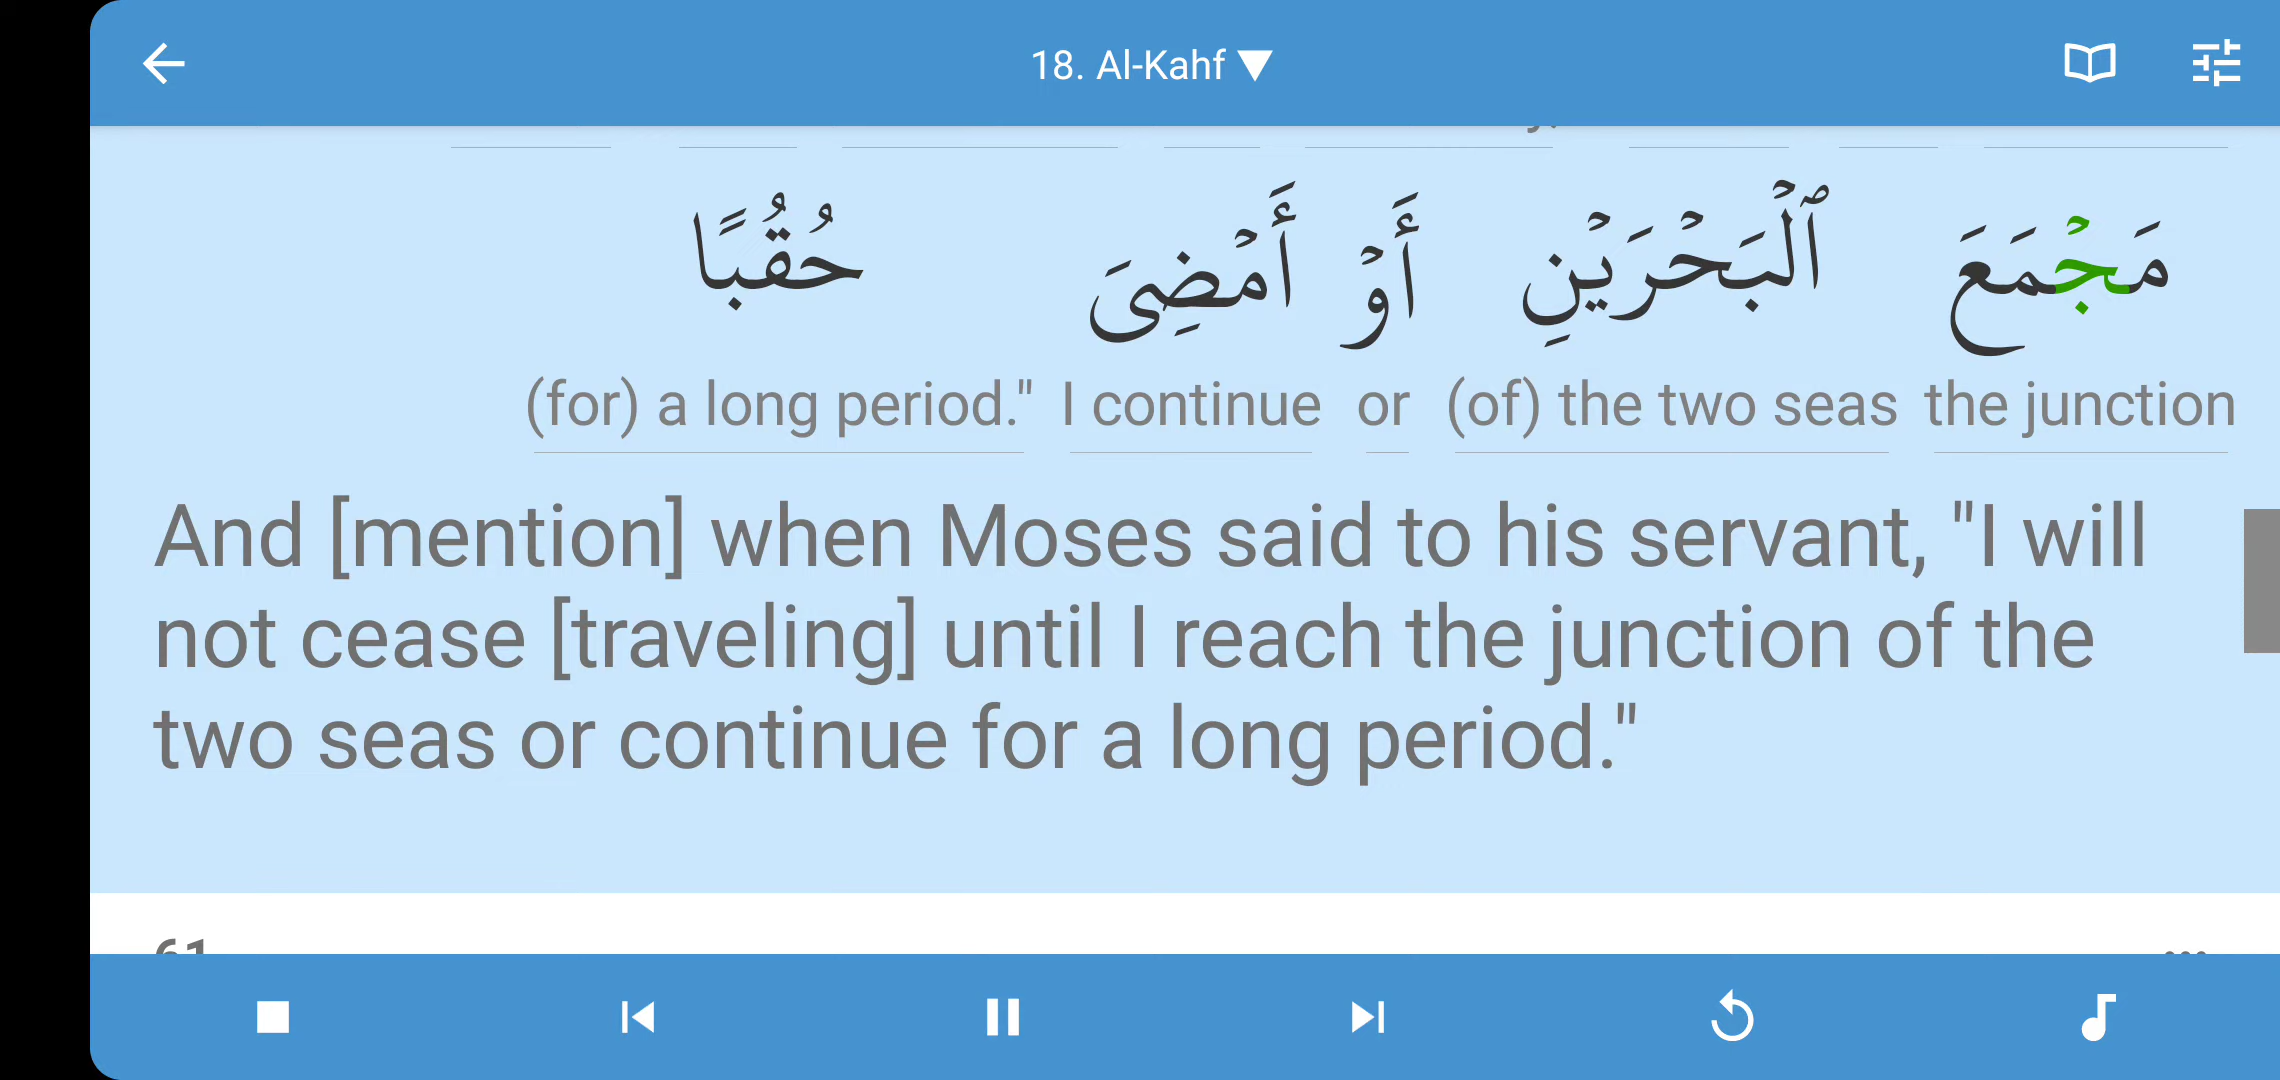 18. Al-Kahf
مَجْمَعَ ٱلْبَحْرَيْنِ أَوْ أَمْضِىَ حُقُبًا
(for) a long period." I continue or (of) the two seas the junction
And [mention] when Moses said to his servant, "I will
not cease [traveling] until I reach the junction of the
two seas or continue for a long period."
61